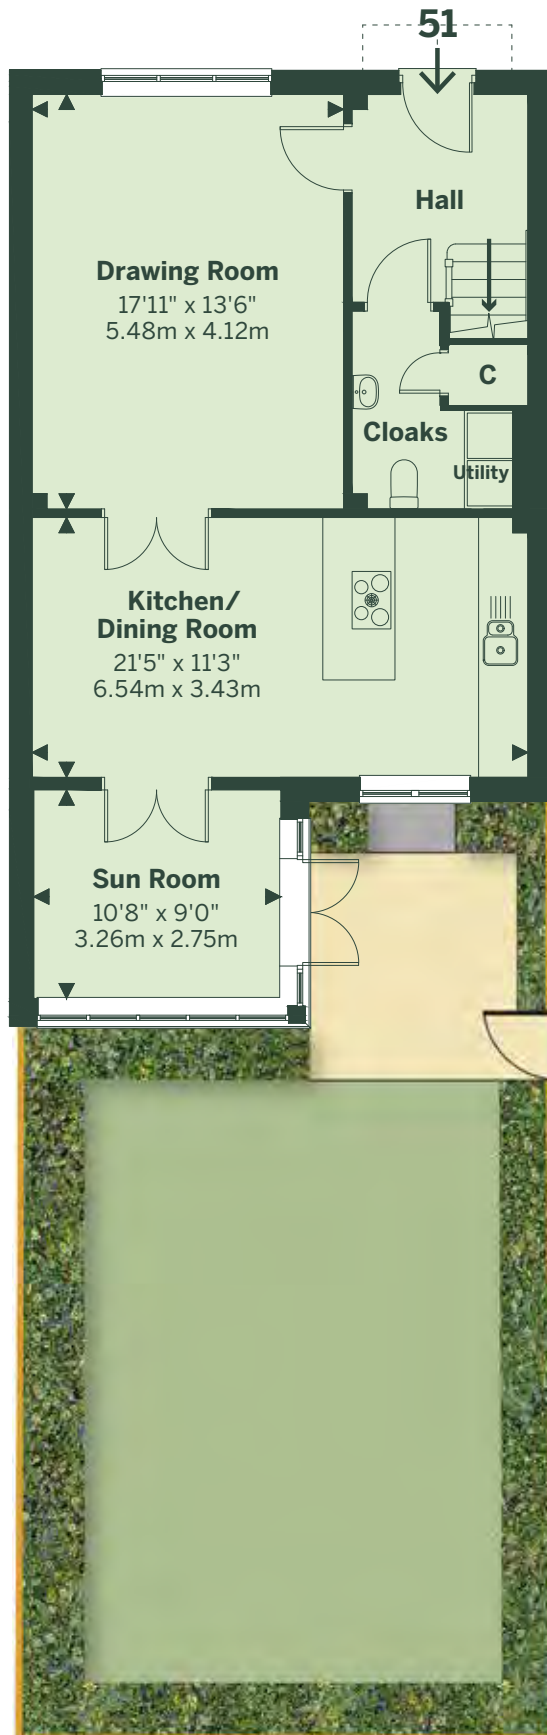 51
Hall
Drawing Room
17'11" x 13'6"
5.48m x 4.12m
C
Cloaks
Utility
Kitchen/
Dining Room
21'5" x 11'3"
6.54m x 3.43m
Sun Room
10'8" x 9'0"
3.26m x 2.75m